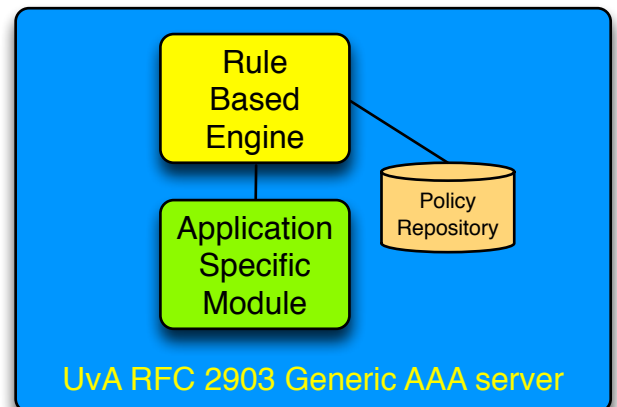 Rule
Based
Engine
Policy
Repository
Application
Specific
Module
UvA RFC 2903 Generic AAA server